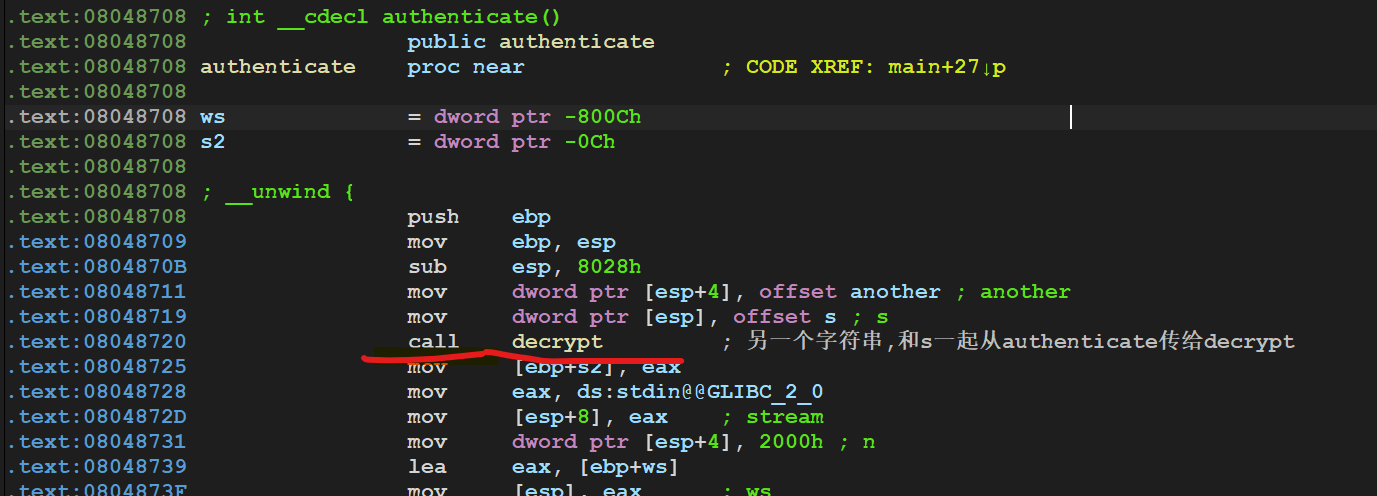 .text:08048708 ; int __cdecl authenticate()
.text:08048708 public authenticate
.text:08048708 authenticate proc near ; CODE XREF: main+27↓p
.text:08048708
.text:08048708 ws = dword ptr -800Ch
.text:08048708 s2 = dword ptr -0Ch
.text:08048708
.text:08048708 ; __unwind {
.text:08048708 push ebp
.text:08048709 mov ebp, esp
.text:0804870B sub esp, 8028h
.text:08048711 mov dword ptr [esp+4], offset another ; another
.text:08048719 mov dword ptr [esp], offset s ; s
.text:08048720 call decrypt ; 另一个字符串,和s一起从authenticate传给decrypt
.text:08048725 mov [ebp+s2], eax
.text:08048728 mov eax, ds:stdin@@GLIBC_2_0
.text:0804872D mov [esp+8], eax ; stream
.text:08048731 mov dword ptr [esp+4], 2000h ; n
.text:08048739 lea eax, [ebp+ws]
.text:0804873F mov [esp], eax ; ws